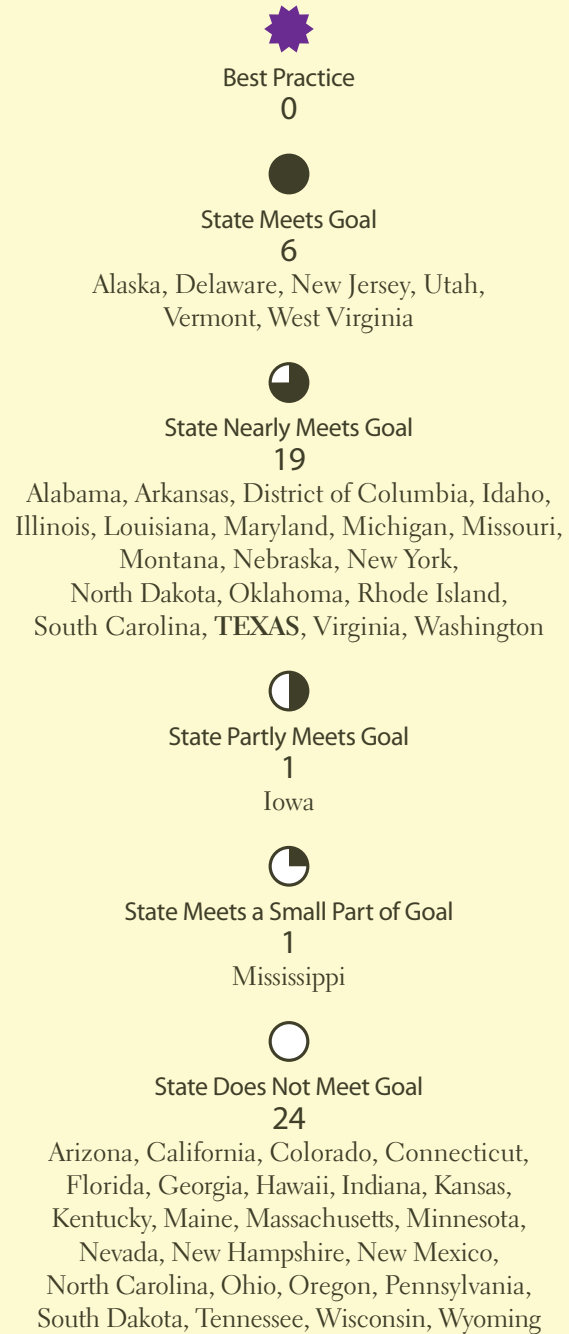 Best Practice
0
State Meets Goal
6
Alaska, Delaware, New Jersey, Utah,
Vermont, West Virginia
State Nearly Meets Goal
19
Alabama, Arkansas, District of Columbia, Idaho,
Illinois, Louisiana, Maryland, Michigan, Missouri,
Montana, Nebraska, New York,
North Dakota, Oklahoma, Rhode Island,
South Carolina, TEXAS, Virginia, Washington
State Partly Meets Goal
1
Iowa
State Meets a Small Part of Goal
1
Mississippi
State Does Not Meet Goal
24
Arizona, California, Colorado, Connecticut,
Florida, Georgia, Hawaii, Indiana, Kansas,
Kentucky, Maine, Massachusetts, Minnesota,
Nevada, New Hampshire, New Mexico,
North Carolina, Ohio, Oregon, Pennsylvania,
South Dakota, Tennessee, Wisconsin, Wyoming